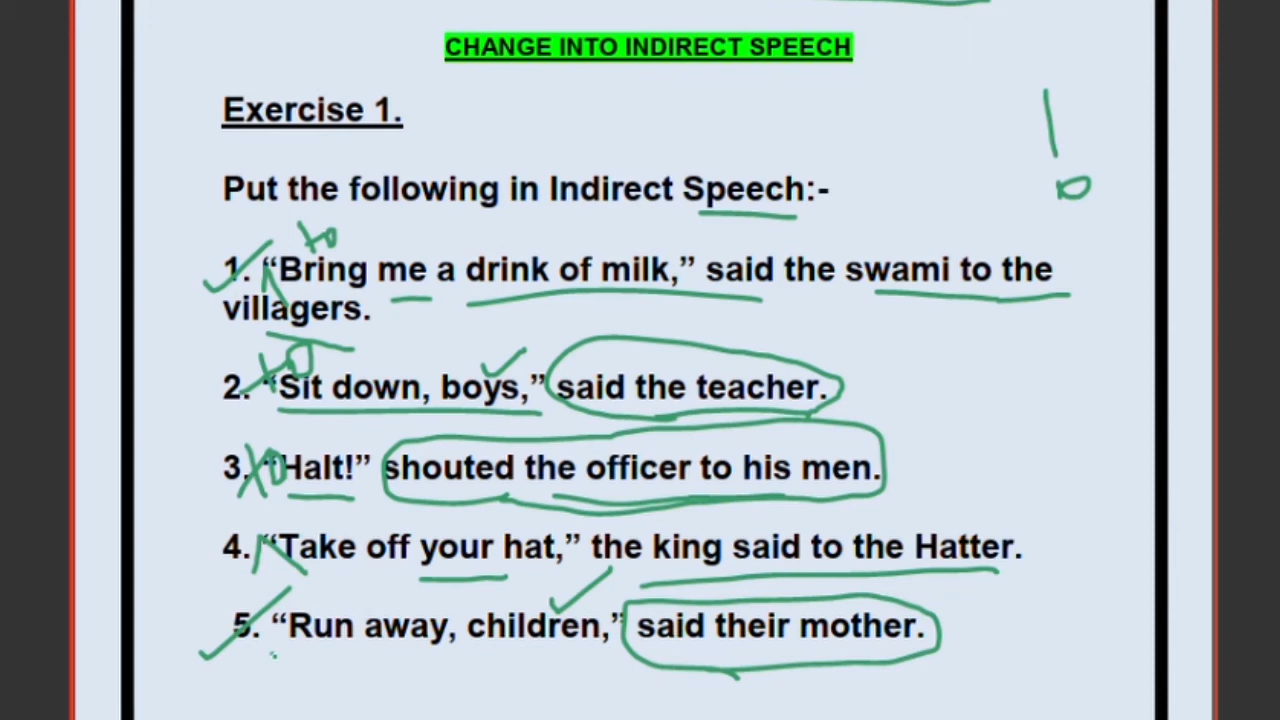 CHANGE INTO INDIRECT SPEECH
Exercise 1.
Put the following in Indirect Speech:-
to
1. “Bring me a drink of milk,” said the swami to the
villagers.
to
2. “Sit down, boys,” said the teacher.
to
3. “Halt!” shouted the officer to his men.
4. “Take off your hat,” the king said to the Hatter.
5. “Run away, children,” said their mother.